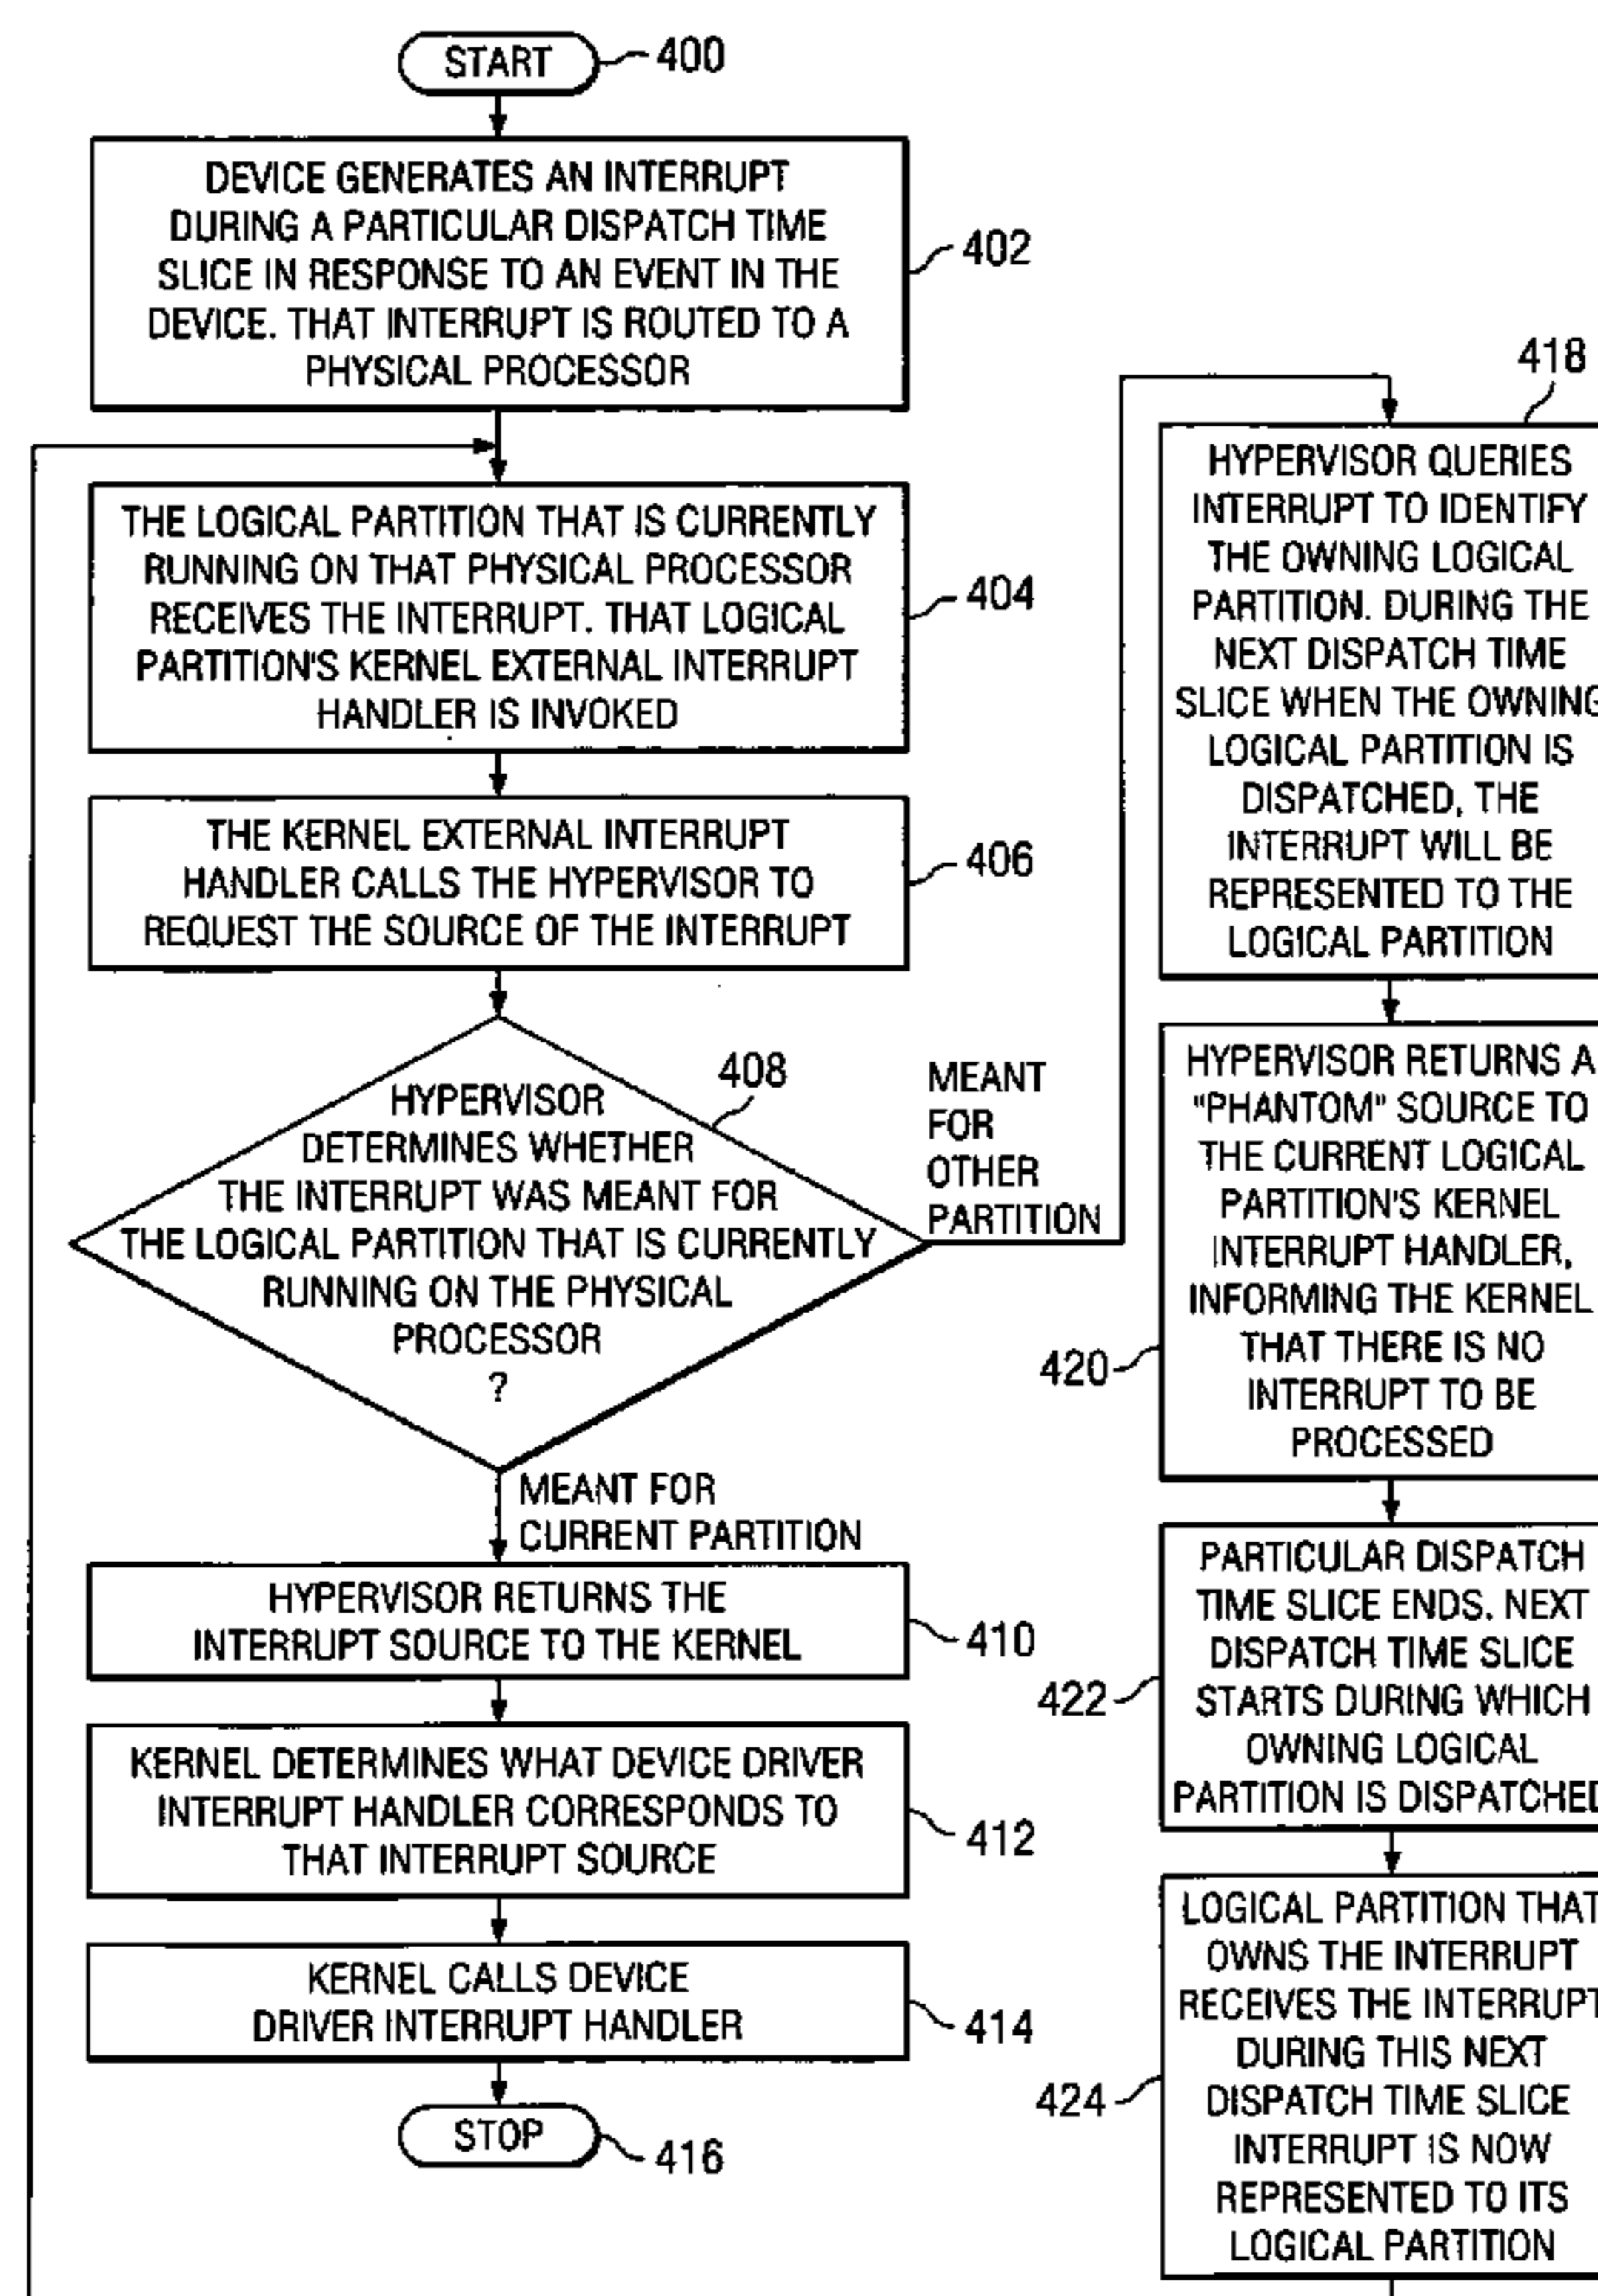 START
400
DEVICE GENERATES AN INTERRUPT
DURING A PARTICULAR DISPATCH TIME
SLICE IN RESPONSE TO AN EVENT IN THE
DEVICE. THAT INTERRUPT IS ROUTED TO A
PHYSICAL PROCESSOR
402
THE LOGICAL PARTITION THAT IS CURRENTLY
RUNNING ON THAT PHYSICAL PROCESSOR
RECEIVES THE INTERRUPT. THAT LOGICAL
PARTITION'S KERNEL EXTERNAL INTERRUPT
HANDLER IS INVOKED
404
THE KERNEL EXTERNAL INTERRUPT
HANDLER CALLS THE HYPERVISOR TO
REQUEST THE SOURCE OF THE INTERRUPT
406
HYPERVISOR
DETERMINES WHETHER
THE INTERRUPT WAS MEANT FOR
THE LOGICAL PARTITION THAT IS CURRENTLY
RUNNING ON THE PHYSICAL
PROCESSOR
?
408
MEANT
FOR
OTHER
PARTITION
MEANT FOR
CURRENT PARTITION
HYPERVISOR RETURNS THE
INTERRUPT SOURCE TO THE KERNEL
410
KERNEL DETERMINES WHAT DEVICE DRIVER
INTERRUPT HANDLER CORRESPONDS TO
THAT INTERRUPT SOURCE
412
KERNEL CALLS DEVICE
DRIVER INTERRUPT HANDLER
414
STOP
416
418
HYPERVISOR QUERIES
INTERRUPT TO IDENTIFY
THE OWNING LOGICAL
PARTITION. DURING THE
NEXT DISPATCH TIME
SLICE WHEN THE OWNING
LOGICAL PARTITION IS
DISPATCHED, THE
INTERRUPT WILL BE
REPRESENTED TO THE
LOGICAL PARTITION
HYPERVISOR RETURNS A
"PHANTOM" SOURCE TO
THE CURRENT LOGICAL
PARTITION'S KERNEL
INTERRUPT HANDLER,
INFORMING THE KERNEL
THAT THERE IS NO
INTERRUPT TO BE
PROCESSED
420
PARTICULAR DISPATCH
TIME SLICE ENDS. NEXT
DISPATCH TIME SLICE
STARTS DURING WHICH
OWNING LOGICAL
PARTITION IS DISPATCHED
422
LOGICAL PARTITION THAT
OWNS THE INTERRUPT
RECEIVES THE INTERRUPT
DURING THIS NEXT
DISPATCH TIME SLICE
INTERRUPT IS NOW
REPRESENTED TO ITS
LOGICAL PARTITION
424